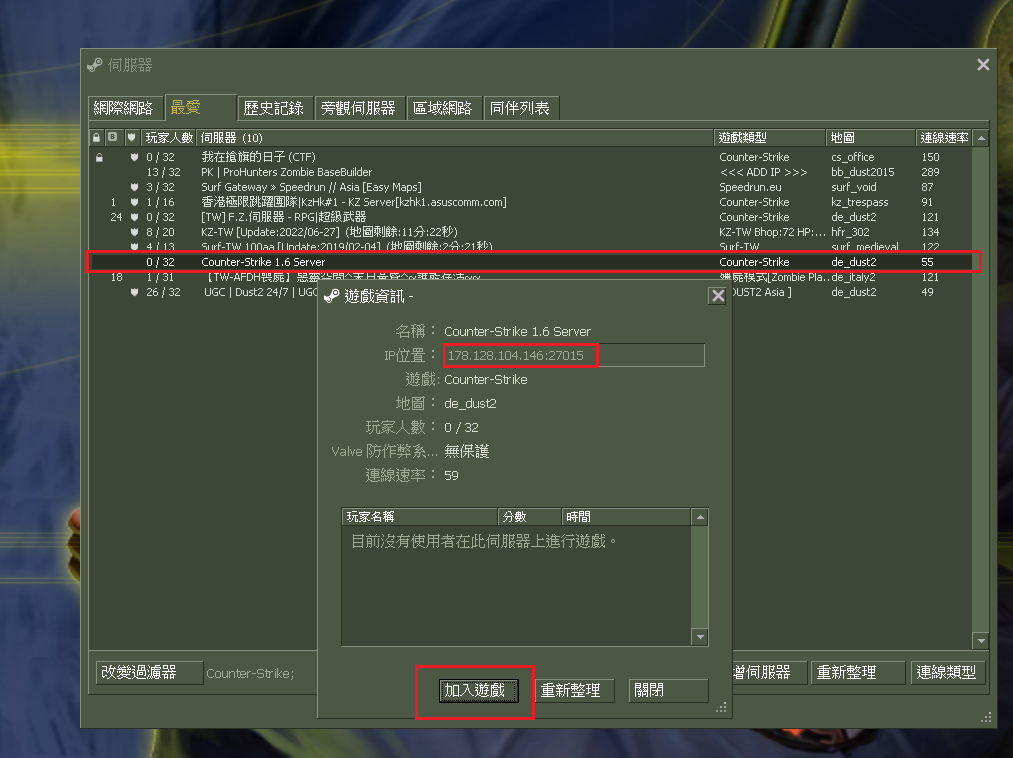 伺服器
網際網路 最愛 歷史記錄 旁觀伺服器 區域網路 同伴列表
玩家人數 伺服器 (10) 遊戲類型 地圖 連線速率
0 / 32 我在搶旗的日子 (CTF) Counter-Strike cs_office 150
13 / 32 PK | ProHunters Zombie BaseBuilder <<< ADD IP >>> bb_dust2015 289
3 / 32 Surf Gateway » Speedrun // Asia [Easy Maps] Speedrun.eu surf_void 87
1 1 / 16 香港極限跳躍團隊|KzHk#1 - KZ Server[kzhk1.asuscomm.com] Counter-Strike kz_trespass 91
24 0 / 32 [TW] F.Z.伺服器 - RPG|超級武器 Counter-Strike de_dust2 121
8 / 20 KZ-TW [Update:2022/06-27] (地圖剩餘:11分:22秒) KZ-TW Bhop:72 HP:... hfr_302 134
4 / 13 Surf-TW 100aa [Update:2019/02-04] (地圖剩餘:2分:21秒) Surf-TW surf_medieval 122
0 / 32 Counter-Strike 1.6 Server Counter-Strike de_dust2 55
18 1 / 31 【TW-AFDH喪屍】 殭屍模式[Zombie Pla... de_italy2 121
26 / 32 UGC | Dust2 24/7 | UGC DUST2 Asia ] de_dust2 49
遊戲資訊 -
名稱： Counter-Strike 1.6 Server
IP位置： 178.128.104.146:27015
遊戲: Counter-Strike
地圖： de_dust2
玩家人數： 0 / 32
Valve 防作弊系... 無保護
連線速率： 59
玩家名稱 分數 時間
目前沒有使用者在此伺服器上進行遊戲。
加入遊戲 重新整理 關閉
改變過濾器 Counter-Strike; 增伺服器 重新整理 連線類型